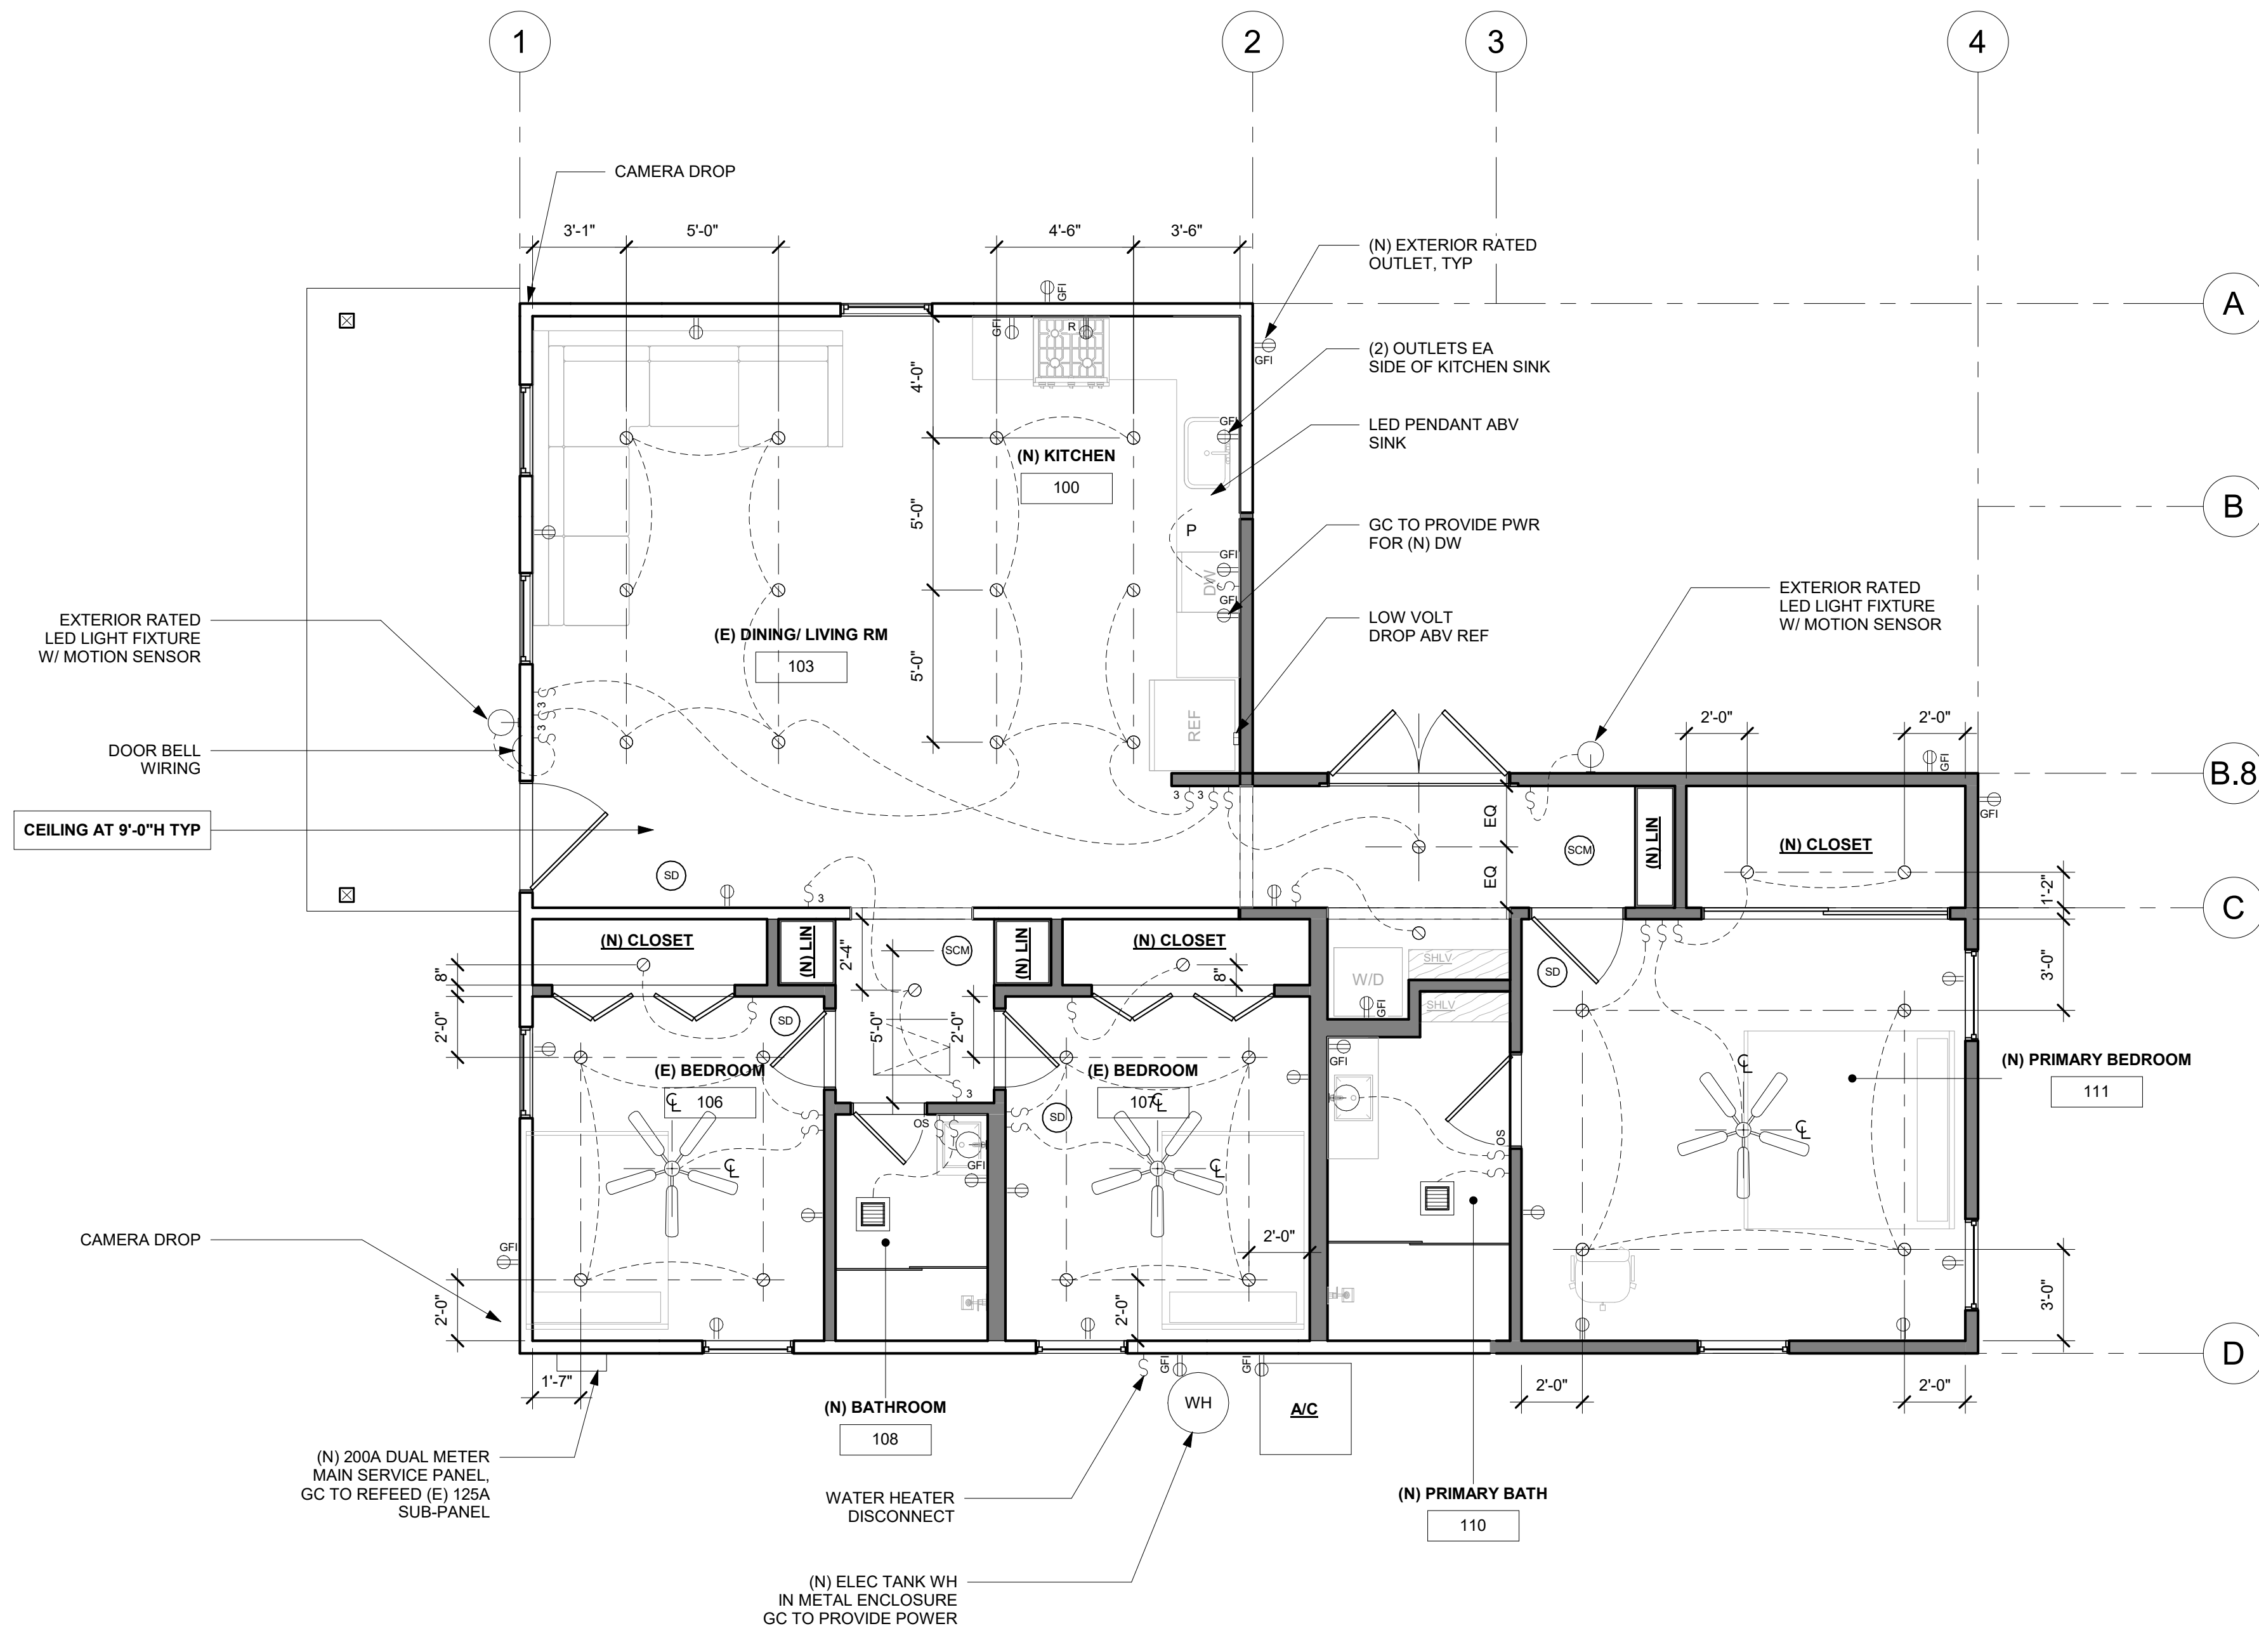 1
2
3
4
CAMERA DROP
3'-1"
5'-0"
4'-6"
3'-6"
(N) EXTERIOR RATED
OUTLET, TYP
A
GFI
GFI
R
GFI
(2) OUTLETS EA
SIDE OF KITCHEN SINK
4'-0"
GFI
LED PENDANT ABV
SINK
(N) KITCHEN
100
B
5'-0"
P
GC TO PROVIDE PWR
FOR (N) DW
GFI
DW
GFI
EXTERIOR RATED
LED LIGHT FIXTURE
W/ MOTION SENSOR
EXTERIOR RATED
LED LIGHT FIXTURE
W/ MOTION SENSOR
LOW VOLT
DROP ABV REF
(E) DINING/ LIVING RM
103
5'-0"
3
3
3
REF
2'-0"
2'-0"
DOOR BELL
WIRING
GFI
B.8
3
3
GFI
CEILING AT 9'-0"H TYP
EQ
EQ
SCM
(N) LIN
(N) CLOSET
SD
3
1'-2"
C
(N) CLOSET
(N) LIN
2'-4"
SCM
(N) LIN
(N) CLOSET
8"
8"
SHLV
W/D
SHLV
GFI
SD
3'-0"
2'-0"
SD
5'-0"
2'-0"
GFI
(E) BEDROOM
106
(E) BEDROOM
107
(N) PRIMARY BEDROOM
111
CL
CL
CL
3
SD
OS
OS
CL
CL
CL
GFI
CAMERA DROP
GFI
2'-0"
2'-0"
2'-0"
3'-0"
D
GFI
GFI
1'-7"
2'-0"
2'-0"
WH
A/C
(N) BATHROOM
108
(N) 200A DUAL METER
MAIN SERVICE PANEL,
GC TO REFEED (E) 125A
SUB-PANEL
WATER HEATER
DISCONNECT
(N) PRIMARY BATH
110
(N) ELEC TANK WH
IN METAL ENCLOSURE
GC TO PROVIDE POWER